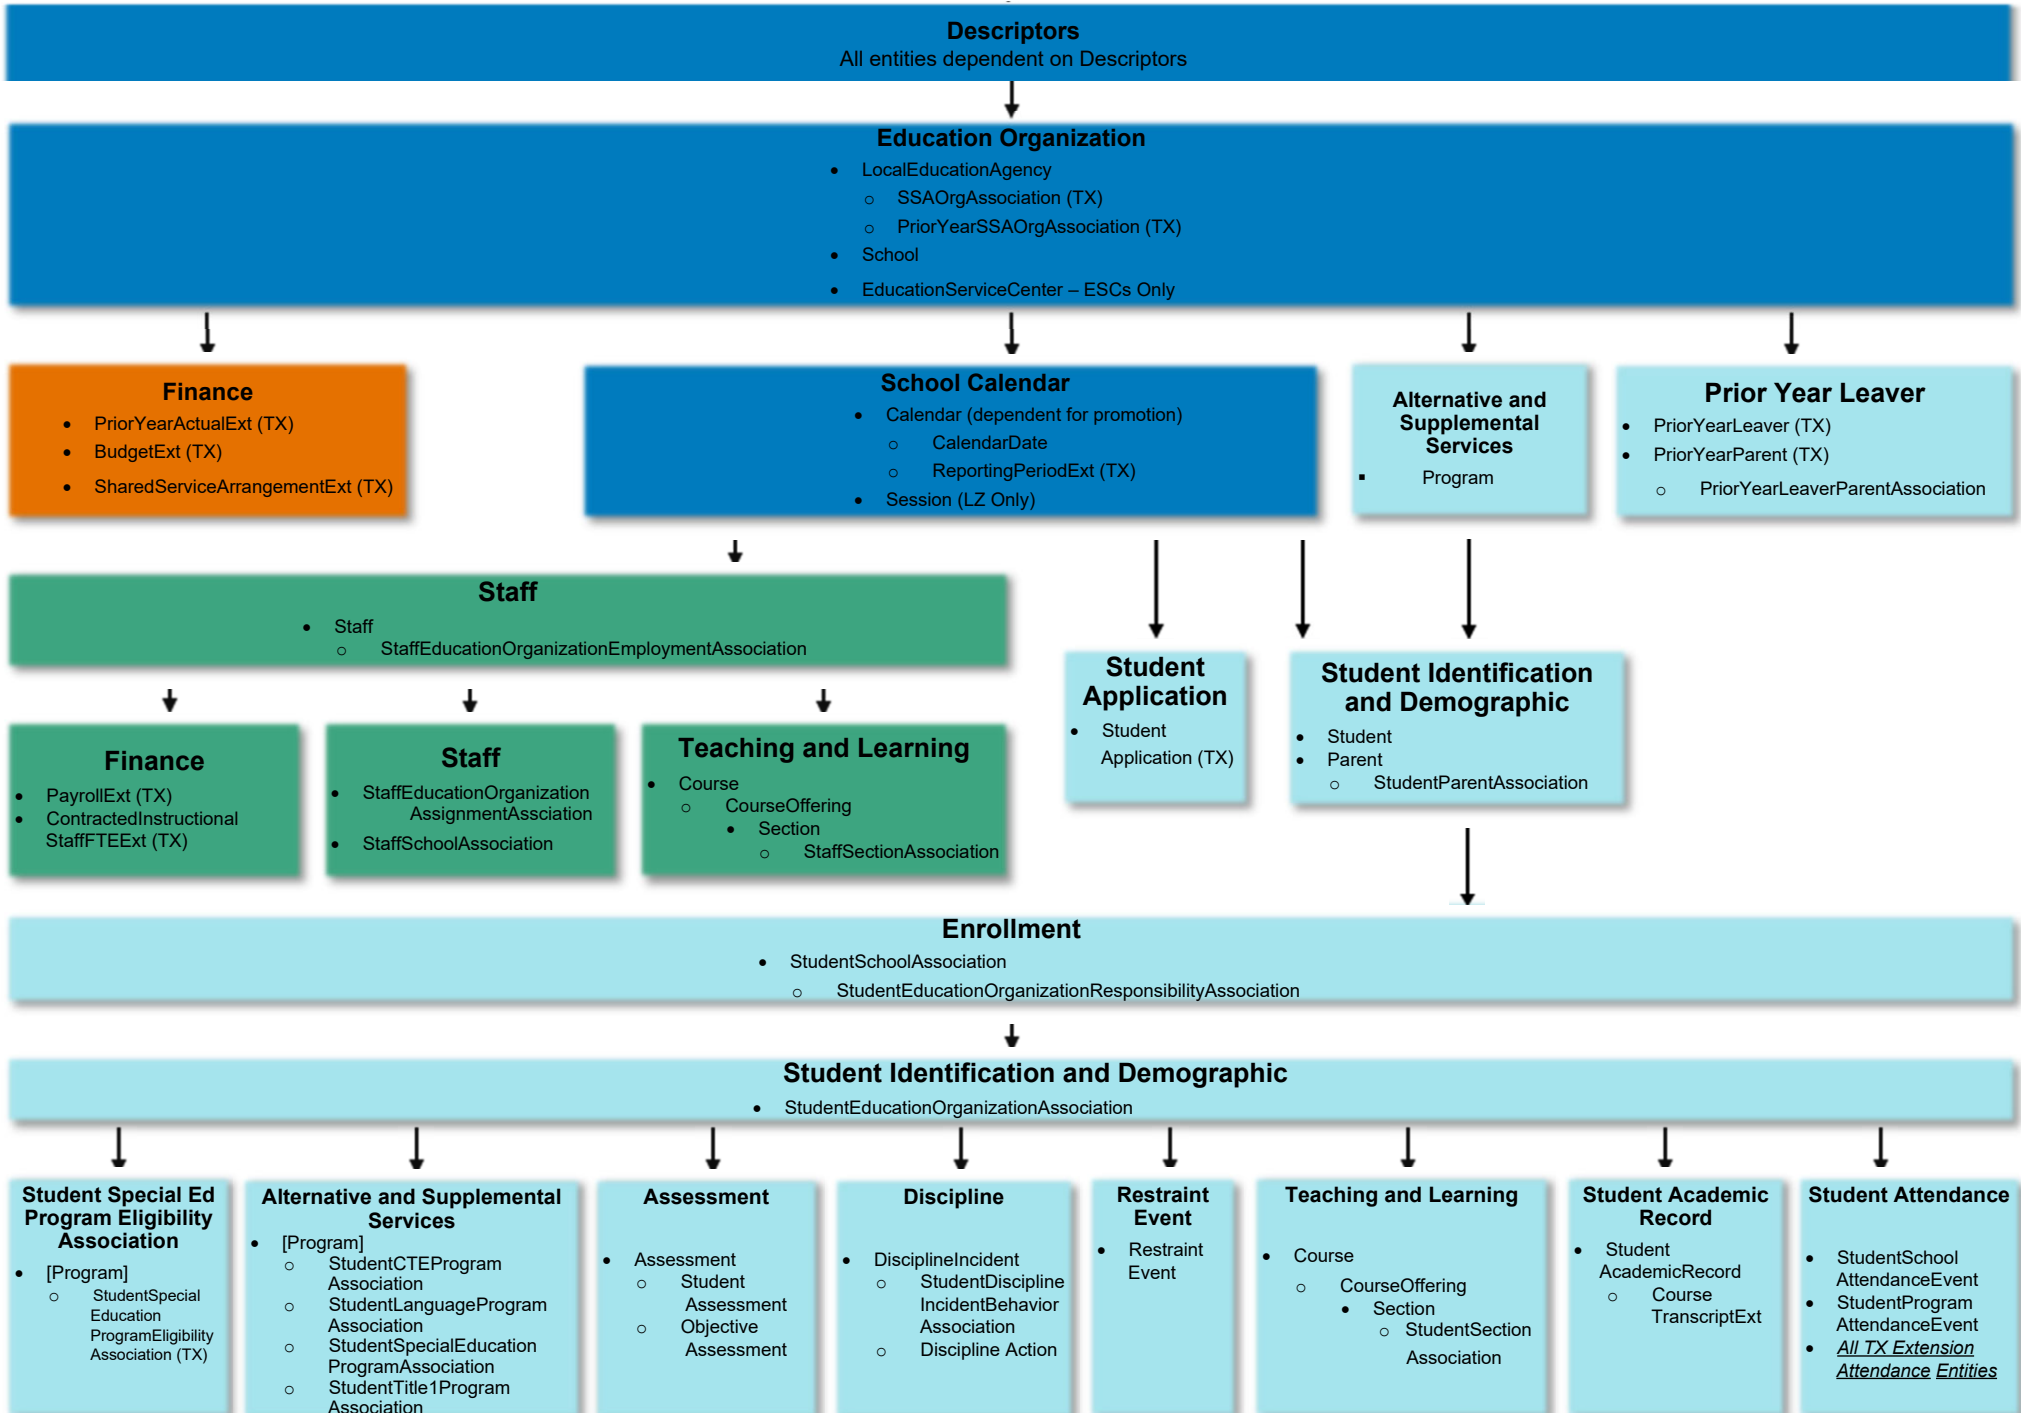 Descriptors
All entities dependent on Descriptors
Education Organization
• LocalEducationAgency
o SSAOrgAssociation (TX)
o PriorYearSSAOrgAssociation (TX)
• School
• EducationServiceCenter – ESCs Only
Finance
• PriorYearActualExt (TX)
• BudgetExt (TX)
• SharedServiceArrangementExt (TX)
School Calendar
• Calendar (dependent for promotion)
o CalendarDate
o ReportingPeriodExt (TX)
• Session (LZ Only)
Alternative and
Supplemental
Services
▪ Program
Prior Year Leaver
• PriorYearLeaver (TX)
• PriorYearParent (TX)
o PriorYearLeaverParentAssociation
Staff
• Staff
o StaffEducationOrganizationEmploymentAssociation
Finance
• PayrollExt (TX)
• ContractedInstructional
StaffFTEExt (TX)
Staff
• StaffEducationOrganization
AssignmentAssciation
• StaffSchoolAssociation
Teaching and Learning
• Course
o CourseOffering
• Section
o StaffSectionAssociation
Student
Application
• Student
Application (TX)
Student Identification
and Demographic
• Student
• Parent
o StudentParentAssociation
Enrollment
• StudentSchoolAssociation
o StudentEducationOrganizationResponsibilityAssociation
Student Identification and Demographic
• StudentEducationOrganizationAssociation
Student Special Ed
Program Eligibility
Association
• [Program]
o StudentSpecial
Education
ProgramEligibility
Association (TX)
Alternative and Supplemental
Services
• [Program]
o StudentCTEProgram
Association
o StudentLanguageProgram
Association
o StudentSpecialEducation
ProgramAssociation
o StudentTitle1Program
Association
Assessment
• Assessment
o Student
Assessment
o Objective
Assessment
Discipline
• DisciplineIncident
o StudentDiscipline
IncidentBehavior
Association
o Discipline Action
Restraint
Event
• Restraint
Event
Teaching and Learning
• Course
o CourseOffering
• Section
o StudentSection
Association
Student Academic
Record
• Student
AcademicRecord
o Course
TranscriptExt
Student Attendance
• StudentSchool
AttendanceEvent
• StudentProgram
AttendanceEvent
• All TX Extension
Attendance Entities